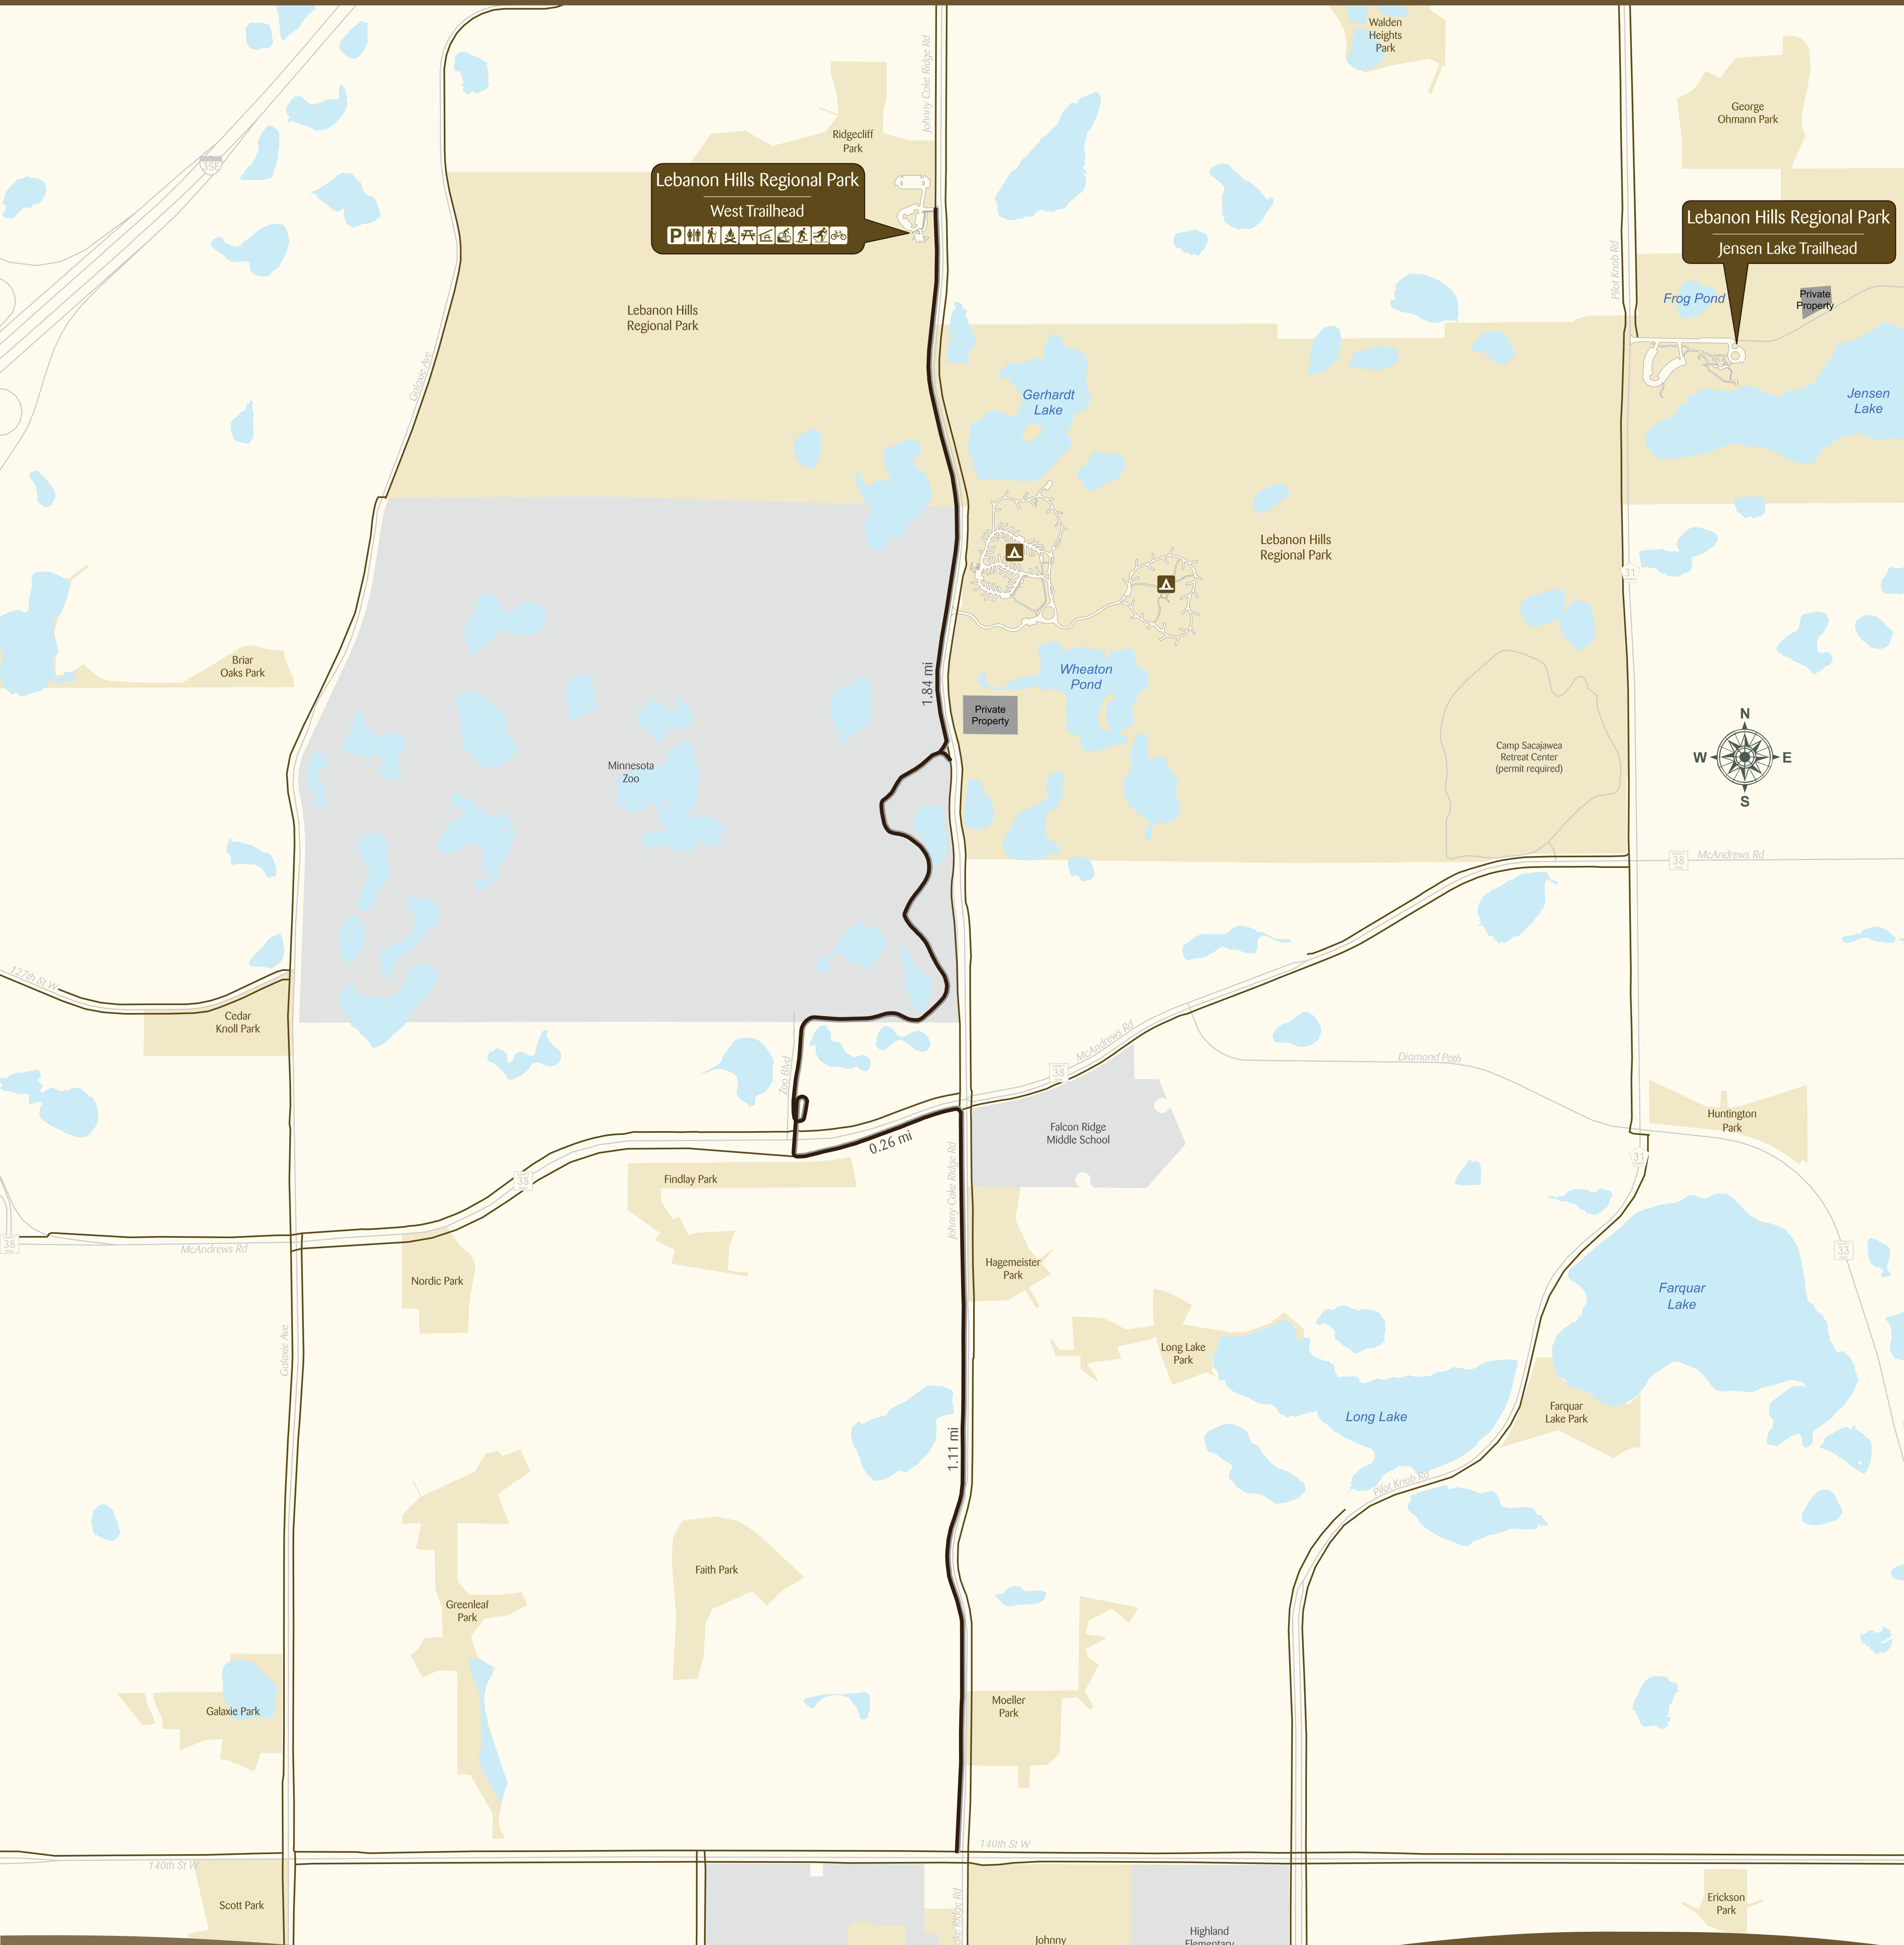 Walden
Heights
Park
Johnny Cake Ridge Rd
George
Ohmann Park
Ridgecliff
Park
35E
Lebanon Hills Regional Park
West Trailhead
P
Lebanon Hills Regional Park
Jensen Lake Trailhead
Pilot Knob Rd
Frog Pond
Private
Property
Lebanon Hills
Regional Park
Galaxie Ave
Gerhardt
Lake
Jensen
Lake
Lebanon Hills
Regional Park
31
Briar
Oaks Park
1.84 mi
Wheaton
Pond
Private
Property
Minnesota
Zoo
Camp Sacajawea
Retreat Center
(permit required)
N
W
E
S
38
McAndrews Rd
127th St W
Cedar
Knoll Park
Zoo Blvd
McAndrews Rd
38
Diamond Path
Huntington
Park
Falcon Ridge
Middle School
0.26 mi
31
38
Findlay Park
Johnny Cake Ridge Rd
38
McAndrews Rd
33
Nordic Park
Hagemeister
Park
Farquar
Lake
Galaxie Ave
Long Lake
Park
Long Lake
Farquar
Lake Park
1.11 mi
Pilot Knob Rd
Faith Park
Greenleaf
Park
Galaxie Park
Moeller
Park
140th St W
140th St W
Scott Park
Erickson
Park
Ridge Rd
Highland
Elementary
Johnny